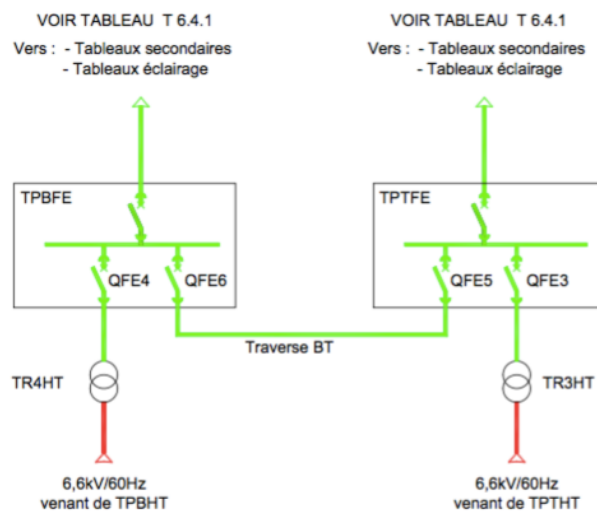 VOIR TABLEAU T 6.4.1
Vers : - Tableaux secondaires
- Tableaux éclairage
VOIR TABLEAU T 6.4.1
Vers : - Tableaux secondaires
- Tableaux éclairage
TPBFE
TPTFE
QFE4
QFE6
QFE5
QFE3
Traverse BT
TR4HT
TR3HT
6,6kV/60Hz
venant de TPBHT
6,6kV/60Hz
venant de TPTHT